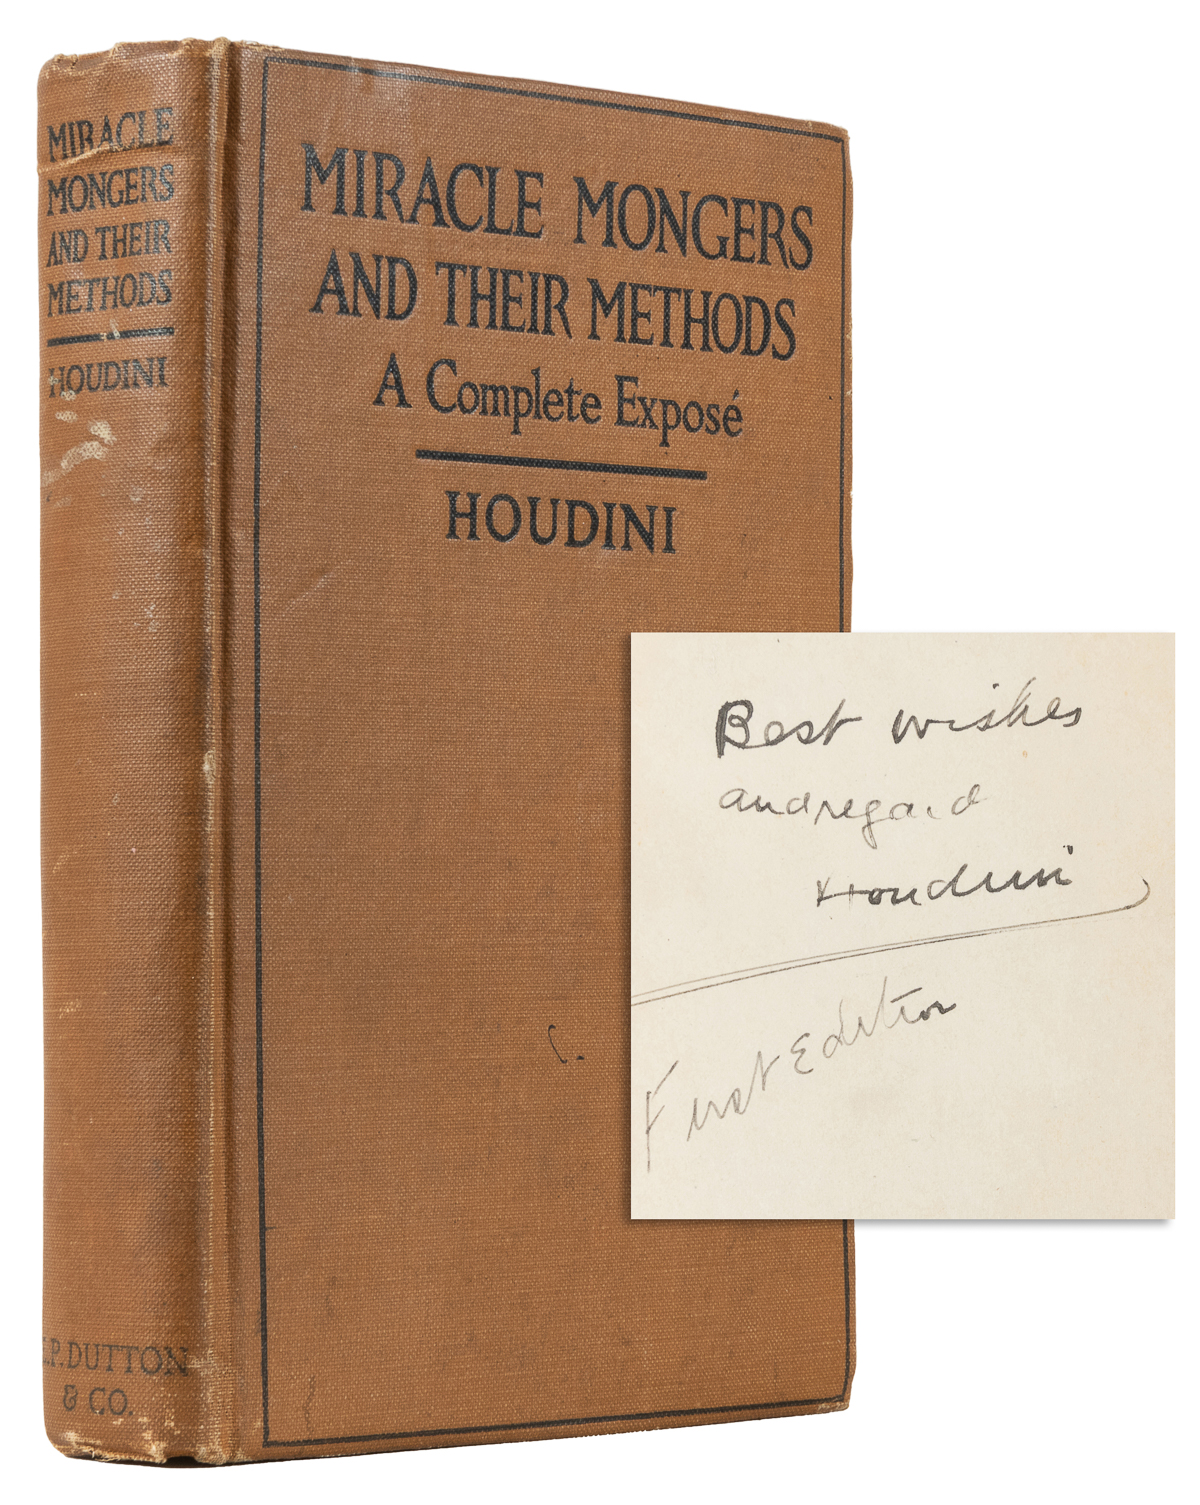 MIRACLE
MONGERS
AND THEIR
METHODS
HOUDINI
E.P. DUTTON
& CO.
MIRACLE MONGERS
AND THEIR METHODS
A Complete Exposé
HOUDINI
Best wishes
and regard
Houdini
First Edition